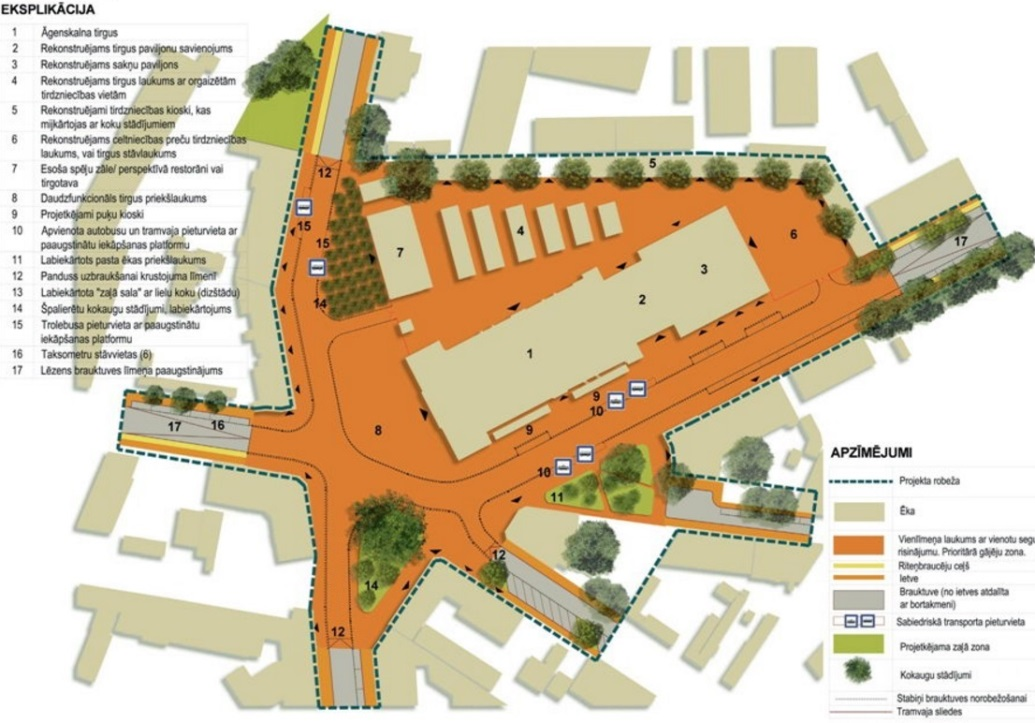 EKSPLIKĀCIJA
1 Āgenskalna tirgus
2 Rekonstruējams tirgus paviljonu savienojums
3 Rekonstruējams sakņu paviljons
4 Rekonstruējams tirgus laukums ar orgaizētām
tirdzniecības vietām
5 Rekonstruējami tirdzniecības kioski, kas
mijkārtojas ar koku stādījumiem
6 Rekonstruējams celtniecības preču tirdzniecības
laukums, vai tirgus stāvlaukums
7 Esoša spēļu zāle/ perspektīvā restorāni vai
tirgotava
8 Daudzfunkcionāls tirgus priekšlaukums
9 Projetkējami puķu kioski
10 Apvienota autobusu un tramvaja pieturvieta ar
paaugstinātu iekāpšanas platformu
11 Labiekārtots pasta ēkas priekšlaukums
12 Panduss uzbraukšanai krustojuma līmenī
13 Labiekārtota "zaļā sala" ar lielu koku (dižstādu)
14 Špalierētu kokaugu stādījumi, labiekārtojums
15 Trolebusa pieturvieta ar paaugstinātu
iekāpšanas platformu
16 Taksometru stāvvietas (6)
17 Lēzens brauktuves līmeņa paaugstinājums
12
5
15
15
7
4
6
17
3
2
14
1
17
16
8
9
10
9
10
11
12
14
12
APZĪMĒJUMI
Projekta robeža
Ēka
Vienlīmeņa laukums ar vienotu segu
risinājumu. Prioritārā gājēju zona.
Riteņbraucēju ceļš
Ietve
Brauktuve (no ietves atdalīta
ar bortakmeni)
Sabiedriskā transporta pieturvieta
Projetkējama zaļā zona
Kokaugu stādījumi
Stabiņi brauktuves norobežošanai
Tramvaja sliedes